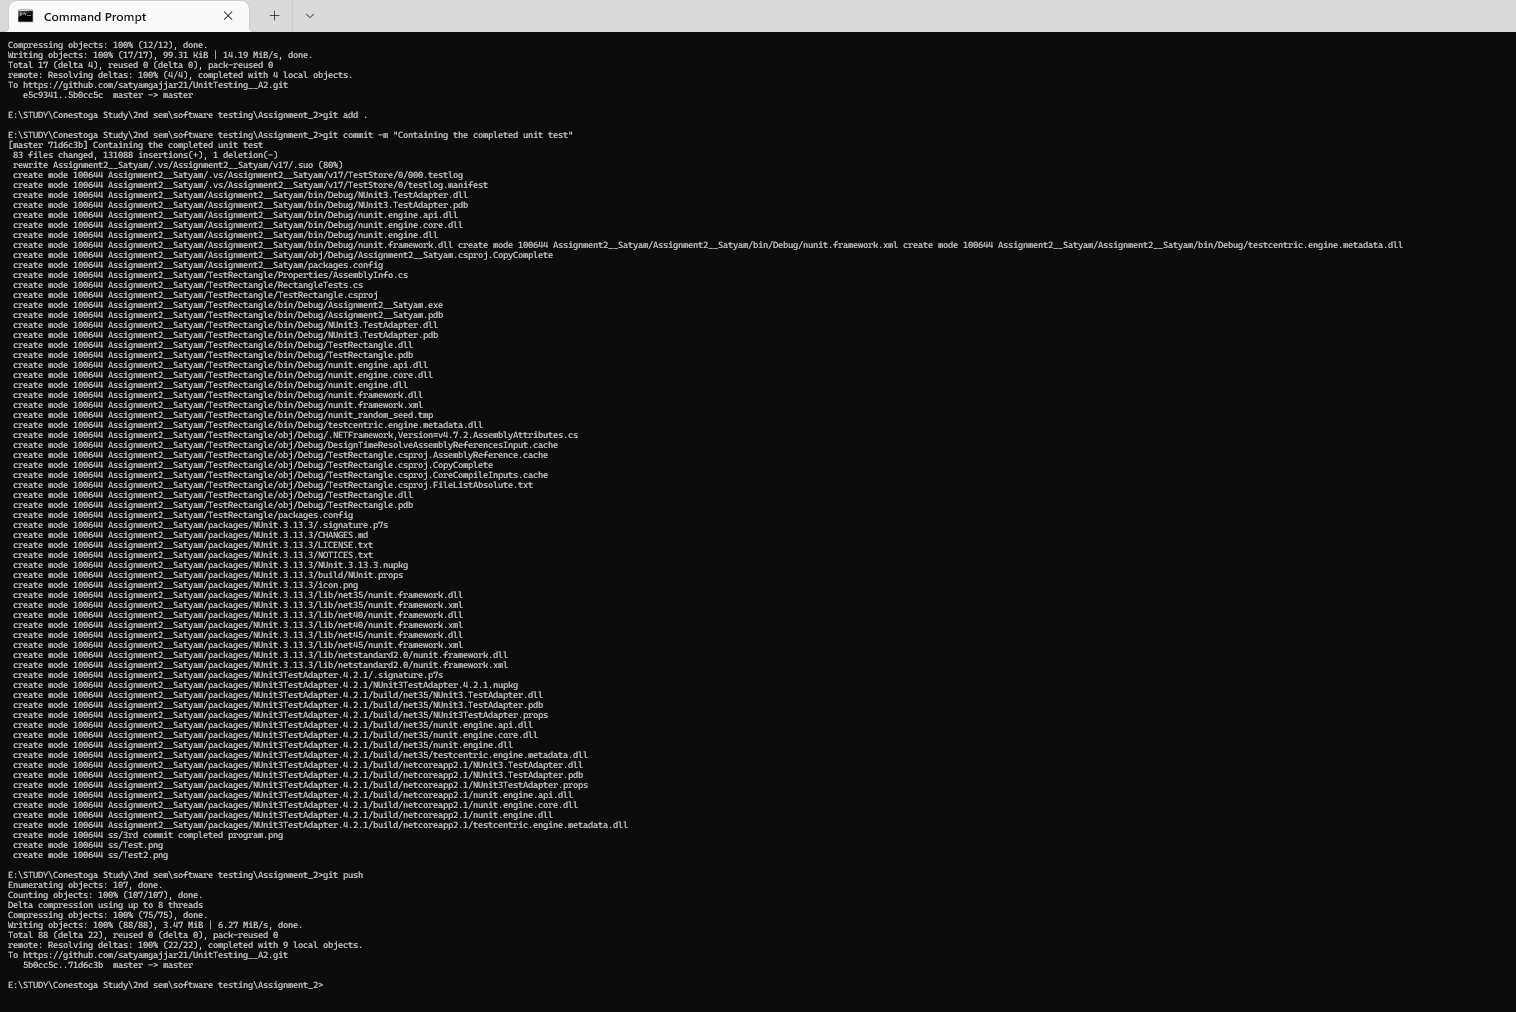 Command Prompt
Compressing objects: 100% (12/12), done.
Writing objects: 100% (17/17), 99.31 KiB | 14.19 MiB/s, done.
Total 17 (delta 4), reused 0 (delta 0), pack-reused 0
remote: Resolving deltas: 100% (4/4), completed with 4 local objects.
To https://github.com/satyamgajjar21/UnitTesting__A2.git
   e5c9341..5b0cc5c  master -> master
E:\STUDY\Conestoga Study\2nd sem\software testing\Assignment_2>git add .
E:\STUDY\Conestoga Study\2nd sem\software testing\Assignment_2>git commit -m "Containing the completed unit test"
[master 71d6c3b] Containing the completed unit test
 83 files changed, 131088 insertions(+), 1 deletion(-)
 rewrite Assignment2__Satyam/.vs/Assignment2__Satyam/v17/.suo (80%)
 create mode 100644 Assignment2__Satyam/.vs/Assignment2__Satyam/v17/TestStore/0/000.testlog
 create mode 100644 Assignment2__Satyam/.vs/Assignment2__Satyam/v17/TestStore/0/testlog.manifest
 create mode 100644 Assignment2__Satyam/Assignment2__Satyam/bin/Debug/NUnit3.TestAdapter.dll
 create mode 100644 Assignment2__Satyam/Assignment2__Satyam/bin/Debug/NUnit3.TestAdapter.pdb
 create mode 100644 Assignment2__Satyam/Assignment2__Satyam/bin/Debug/nunit.engine.api.dll
 create mode 100644 Assignment2__Satyam/Assignment2__Satyam/bin/Debug/nunit.engine.core.dll
 create mode 100644 Assignment2__Satyam/Assignment2__Satyam/bin/Debug/nunit.engine.dll
 create mode 100644 Assignment2__Satyam/Assignment2__Satyam/bin/Debug/nunit.framework.dll create mode 100644 Assignment2__Satyam/Assignment2__Satyam/bin/Debug/nunit.framework.xml create mode 100644 Assignment2__Satyam/Assignment2__Satyam/bin/Debug/testcentric.engine.metadata.dll
 create mode 100644 Assignment2__Satyam/Assignment2__Satyam/obj/Debug/Assignment2__Satyam.csproj.CopyComplete
 create mode 100644 Assignment2__Satyam/Assignment2__Satyam/packages.config
 create mode 100644 Assignment2__Satyam/TestRectangle/Properties/AssemblyInfo.cs
 create mode 100644 Assignment2__Satyam/TestRectangle/RectangleTests.cs
 create mode 100644 Assignment2__Satyam/TestRectangle/TestRectangle.csproj
 create mode 100644 Assignment2__Satyam/TestRectangle/bin/Debug/Assignment2__Satyam.exe
 create mode 100644 Assignment2__Satyam/TestRectangle/bin/Debug/Assignment2__Satyam.pdb
 create mode 100644 Assignment2__Satyam/TestRectangle/bin/Debug/NUnit3.TestAdapter.dll
 create mode 100644 Assignment2__Satyam/TestRectangle/bin/Debug/NUnit3.TestAdapter.pdb
 create mode 100644 Assignment2__Satyam/TestRectangle/bin/Debug/TestRectangle.dll
 create mode 100644 Assignment2__Satyam/TestRectangle/bin/Debug/TestRectangle.pdb
 create mode 100644 Assignment2__Satyam/TestRectangle/bin/Debug/nunit.engine.api.dll
 create mode 100644 Assignment2__Satyam/TestRectangle/bin/Debug/nunit.engine.core.dll
 create mode 100644 Assignment2__Satyam/TestRectangle/bin/Debug/nunit.engine.dll
 create mode 100644 Assignment2__Satyam/TestRectangle/bin/Debug/nunit.framework.dll
 create mode 100644 Assignment2__Satyam/TestRectangle/bin/Debug/nunit.framework.xml
 create mode 100644 Assignment2__Satyam/TestRectangle/bin/Debug/nunit_random_seed.tmp
 create mode 100644 Assignment2__Satyam/TestRectangle/bin/Debug/testcentric.engine.metadata.dll
 create mode 100644 Assignment2__Satyam/TestRectangle/obj/Debug/.NETFramework,Version=v4.7.2.AssemblyAttributes.cs
 create mode 100644 Assignment2__Satyam/TestRectangle/obj/Debug/DesignTimeResolveAssemblyReferencesInput.cache
 create mode 100644 Assignment2__Satyam/TestRectangle/obj/Debug/TestRectangle.csproj.AssemblyReference.cache
 create mode 100644 Assignment2__Satyam/TestRectangle/obj/Debug/TestRectangle.csproj.CopyComplete
 create mode 100644 Assignment2__Satyam/TestRectangle/obj/Debug/TestRectangle.csproj.CoreCompileInputs.cache
 create mode 100644 Assignment2__Satyam/TestRectangle/obj/Debug/TestRectangle.csproj.FileListAbsolute.txt
 create mode 100644 Assignment2__Satyam/TestRectangle/obj/Debug/TestRectangle.dll
 create mode 100644 Assignment2__Satyam/TestRectangle/obj/Debug/TestRectangle.pdb
 create mode 100644 Assignment2__Satyam/TestRectangle/packages.config
 create mode 100644 Assignment2__Satyam/packages/NUnit.3.13.3/.signature.p7s
 create mode 100644 Assignment2__Satyam/packages/NUnit.3.13.3/CHANGES.md
 create mode 100644 Assignment2__Satyam/packages/NUnit.3.13.3/LICENSE.txt
 create mode 100644 Assignment2__Satyam/packages/NUnit.3.13.3/NOTICES.txt
 create mode 100644 Assignment2__Satyam/packages/NUnit.3.13.3/NUnit.3.13.3.nupkg
 create mode 100644 Assignment2__Satyam/packages/NUnit.3.13.3/build/NUnit.props
 create mode 100644 Assignment2__Satyam/packages/NUnit.3.13.3/icon.png
 create mode 100644 Assignment2__Satyam/packages/NUnit.3.13.3/lib/net35/nunit.framework.dll
 create mode 100644 Assignment2__Satyam/packages/NUnit.3.13.3/lib/net35/nunit.framework.xml
 create mode 100644 Assignment2__Satyam/packages/NUnit.3.13.3/lib/net40/nunit.framework.dll
 create mode 100644 Assignment2__Satyam/packages/NUnit.3.13.3/lib/net40/nunit.framework.xml
 create mode 100644 Assignment2__Satyam/packages/NUnit.3.13.3/lib/net45/nunit.framework.dll
 create mode 100644 Assignment2__Satyam/packages/NUnit.3.13.3/lib/net45/nunit.framework.xml
 create mode 100644 Assignment2__Satyam/packages/NUnit.3.13.3/lib/netstandard2.0/nunit.framework.dll
 create mode 100644 Assignment2__Satyam/packages/NUnit.3.13.3/lib/netstandard2.0/nunit.framework.xml
 create mode 100644 Assignment2__Satyam/packages/NUnit3TestAdapter.4.2.1/.signature.p7s
 create mode 100644 Assignment2__Satyam/packages/NUnit3TestAdapter.4.2.1/NUnit3TestAdapter.4.2.1.nupkg
 create mode 100644 Assignment2__Satyam/packages/NUnit3TestAdapter.4.2.1/build/net35/NUnit3.TestAdapter.dll
 create mode 100644 Assignment2__Satyam/packages/NUnit3TestAdapter.4.2.1/build/net35/NUnit3.TestAdapter.pdb
 create mode 100644 Assignment2__Satyam/packages/NUnit3TestAdapter.4.2.1/build/net35/NUnit3TestAdapter.props
 create mode 100644 Assignment2__Satyam/packages/NUnit3TestAdapter.4.2.1/build/net35/nunit.engine.api.dll
 create mode 100644 Assignment2__Satyam/packages/NUnit3TestAdapter.4.2.1/build/net35/nunit.engine.core.dll
 create mode 100644 Assignment2__Satyam/packages/NUnit3TestAdapter.4.2.1/build/net35/nunit.engine.dll
 create mode 100644 Assignment2__Satyam/packages/NUnit3TestAdapter.4.2.1/build/net35/testcentric.engine.metadata.dll
 create mode 100644 Assignment2__Satyam/packages/NUnit3TestAdapter.4.2.1/build/netcoreapp2.1/NUnit3.TestAdapter.dll
 create mode 100644 Assignment2__Satyam/packages/NUnit3TestAdapter.4.2.1/build/netcoreapp2.1/NUnit3.TestAdapter.pdb
 create mode 100644 Assignment2__Satyam/packages/NUnit3TestAdapter.4.2.1/build/netcoreapp2.1/NUnit3TestAdapter.props
 create mode 100644 Assignment2__Satyam/packages/NUnit3TestAdapter.4.2.1/build/netcoreapp2.1/nunit.engine.api.dll
 create mode 100644 Assignment2__Satyam/packages/NUnit3TestAdapter.4.2.1/build/netcoreapp2.1/nunit.engine.core.dll
 create mode 100644 Assignment2__Satyam/packages/NUnit3TestAdapter.4.2.1/build/netcoreapp2.1/nunit.engine.dll
 create mode 100644 Assignment2__Satyam/packages/NUnit3TestAdapter.4.2.1/build/netcoreapp2.1/testcentric.engine.metadata.dll
 create mode 100644 ss/3rd commit completed program.png
 create mode 100644 ss/Test.png
 create mode 100644 ss/Test2.png
E:\STUDY\Conestoga Study\2nd sem\software testing\Assignment_2>git push
Enumerating objects: 107, done.
Counting objects: 100% (107/107), done.
Delta compression using up to 8 threads
Compressing objects: 100% (75/75), done.
Writing objects: 100% (88/88), 3.47 MiB | 6.27 MiB/s, done.
Total 88 (delta 22), reused 0 (delta 0), pack-reused 0
remote: Resolving deltas: 100% (22/22), completed with 9 local objects.
To https://github.com/satyamgajjar21/UnitTesting__A2.git
   5b0cc5c..71d6c3b  master -> master
E:\STUDY\Conestoga Study\2nd sem\software testing\Assignment_2>